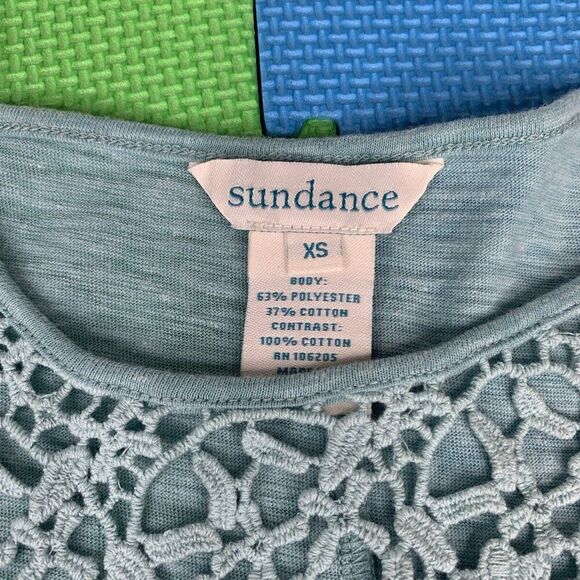 sundance
XS
BODY:
63% POLYESTER
37% COTTON
CONTRAST:
100% COTTON
RN 106205